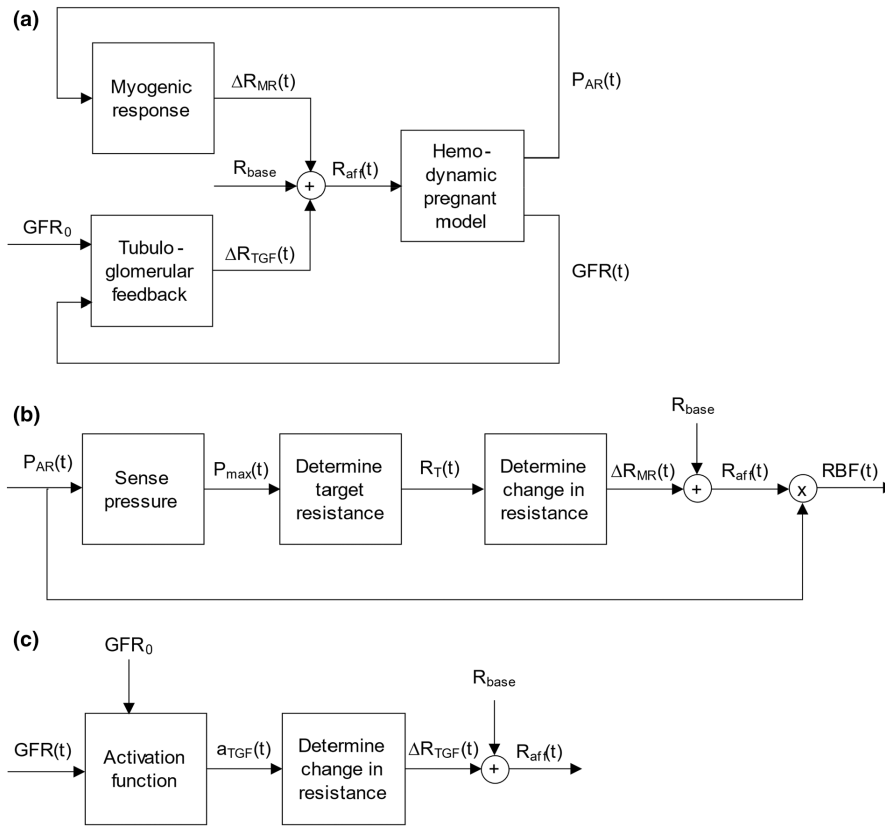 (a)
Myogenic
response
ΔR_MR(t)
P_AR(t)
R_base
+
R_aff(t)
Hemo-
dynamic
pregnant
model
GFR_0
Tubulo-
glomerular
feedback
ΔR_TGF(t)
GFR(t)
(b)
P_AR(t)
Sense
pressure
P_max(t)
Determine
target
resistance
R_T(t)
Determine
change in
resistance
ΔR_MR(t)
R_base
+
R_aff(t)
x
RBF(t)
(c)
GFR_0
GFR(t)
Activation
function
a_TGF(t)
Determine
change in
resistance
ΔR_TGF(t)
R_base
+
R_aff(t)